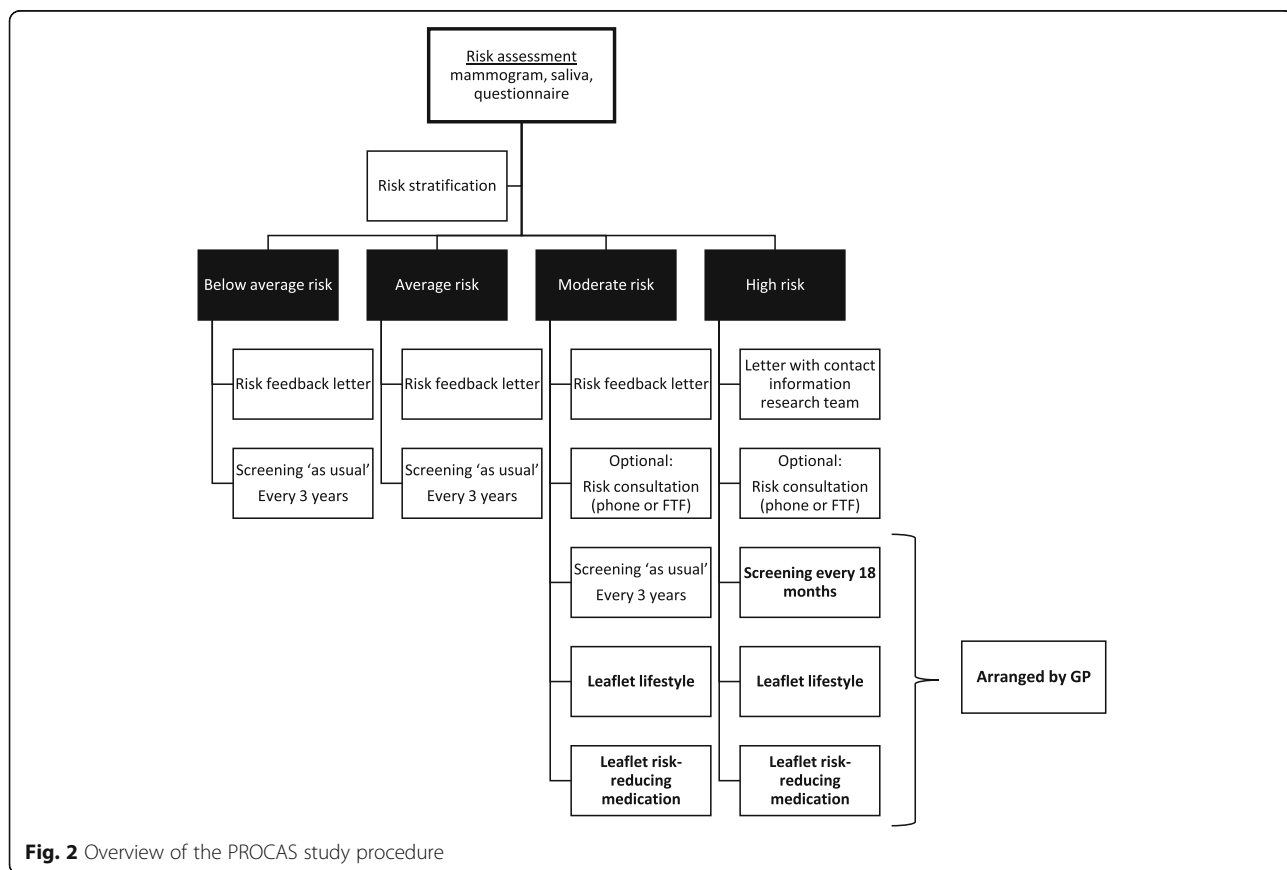 Risk assessment
mammogram, saliva,
questionnaire
Risk stratification
Below average risk
Average risk
Moderate risk
High risk
Risk feedback letter
Risk feedback letter
Risk feedback letter
Letter with contact
information
research team
Screening ‘as usual’
Every 3 years
Screening ‘as usual’
Every 3 years
Optional:
Risk consultation
(phone or FTF)
Optional:
Risk consultation
(phone or FTF)
Screening ‘as usual’
Every 3 years
Screening every 18
months
Leaflet lifestyle
Leaflet lifestyle
Arranged by GP
Leaflet risk-
reducing
medication
Leaflet risk-
reducing
medication
Fig. 2 Overview of the PROCAS study procedure